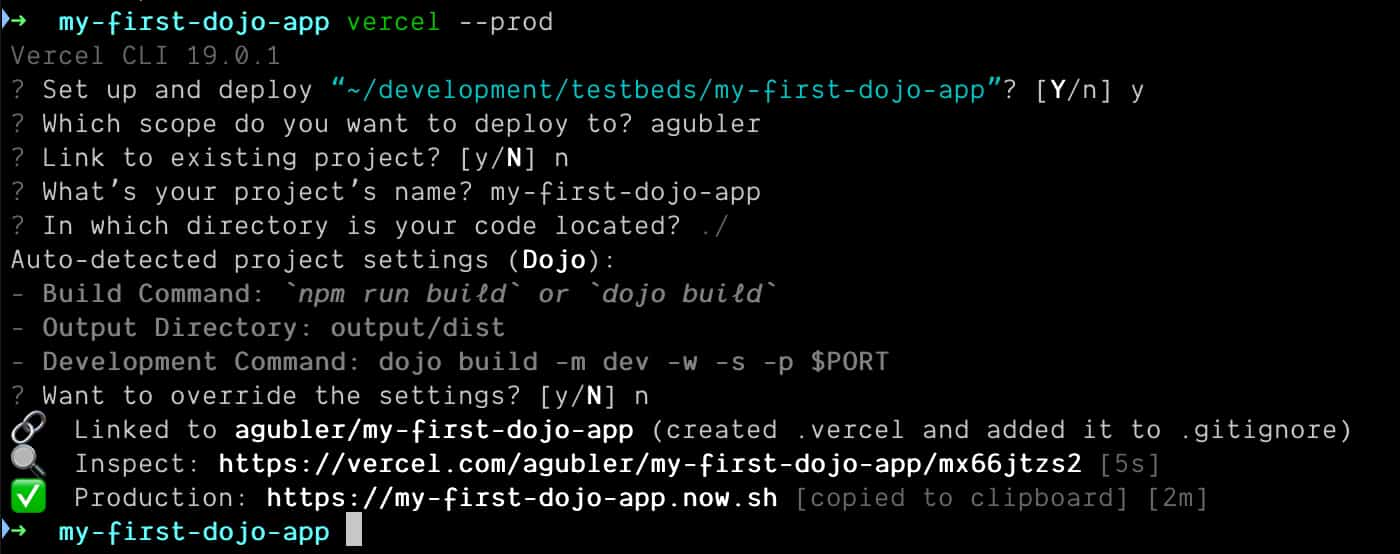 ➜ my-first-dojo-app vercel --prod
Vercel CLI 19.0.1
? Set up and deploy “~/development/testbeds/my-first-dojo-app”? [Y/n] y
? Which scope do you want to deploy to? agubler
? Link to existing project? [y/N] n
? What’s your project’s name? my-first-dojo-app
? In which directory is your code located? ./
Auto-detected project settings (Dojo):
- Build Command: `npm run build` or `dojo build`
- Output Directory: output/dist
- Development Command: dojo build -m dev -w -s -p $PORT
? Want to override the settings? [y/N] n
🔗 Linked to agubler/my-first-dojo-app (created .vercel and added it to .gitignore)
🔍 Inspect: https://vercel.com/agubler/my-first-dojo-app/mx66jtzs2 [5s]
✅ Production: https://my-first-dojo-app.now.sh [copied to clipboard] [2m]
➜ my-first-dojo-app